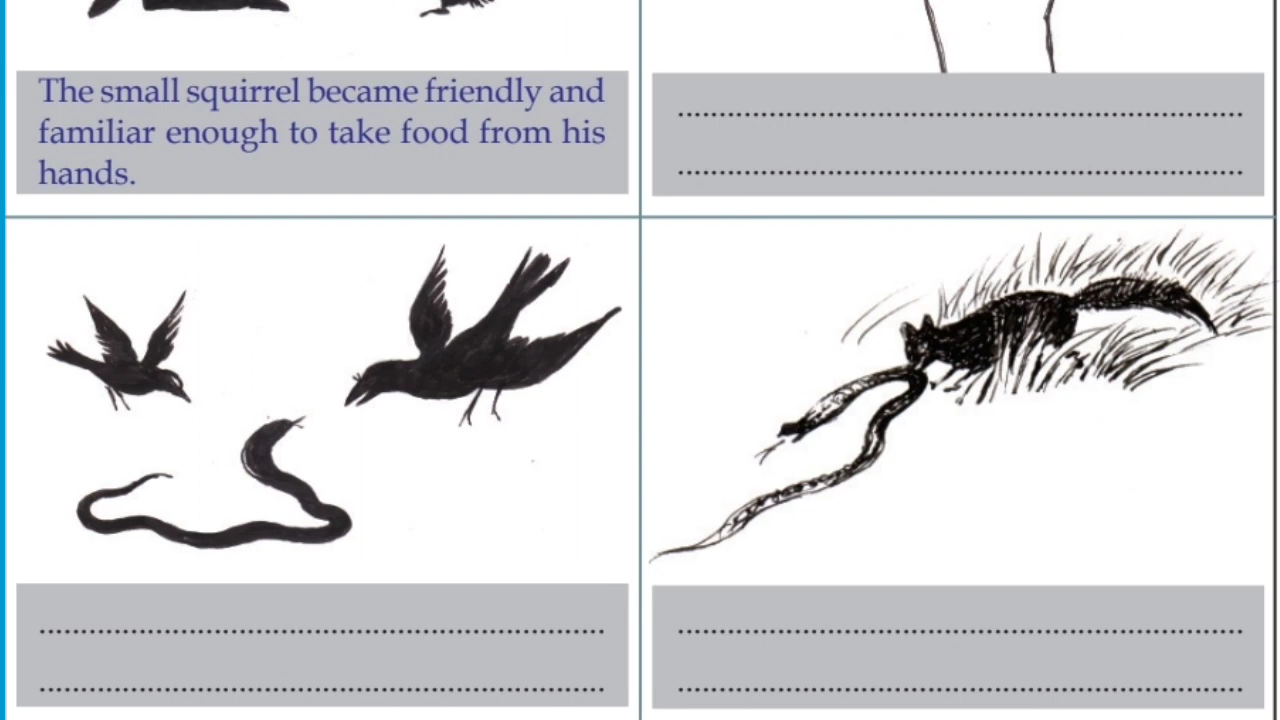 The small squirrel became friendly and
familiar enough to take food from his
hands.